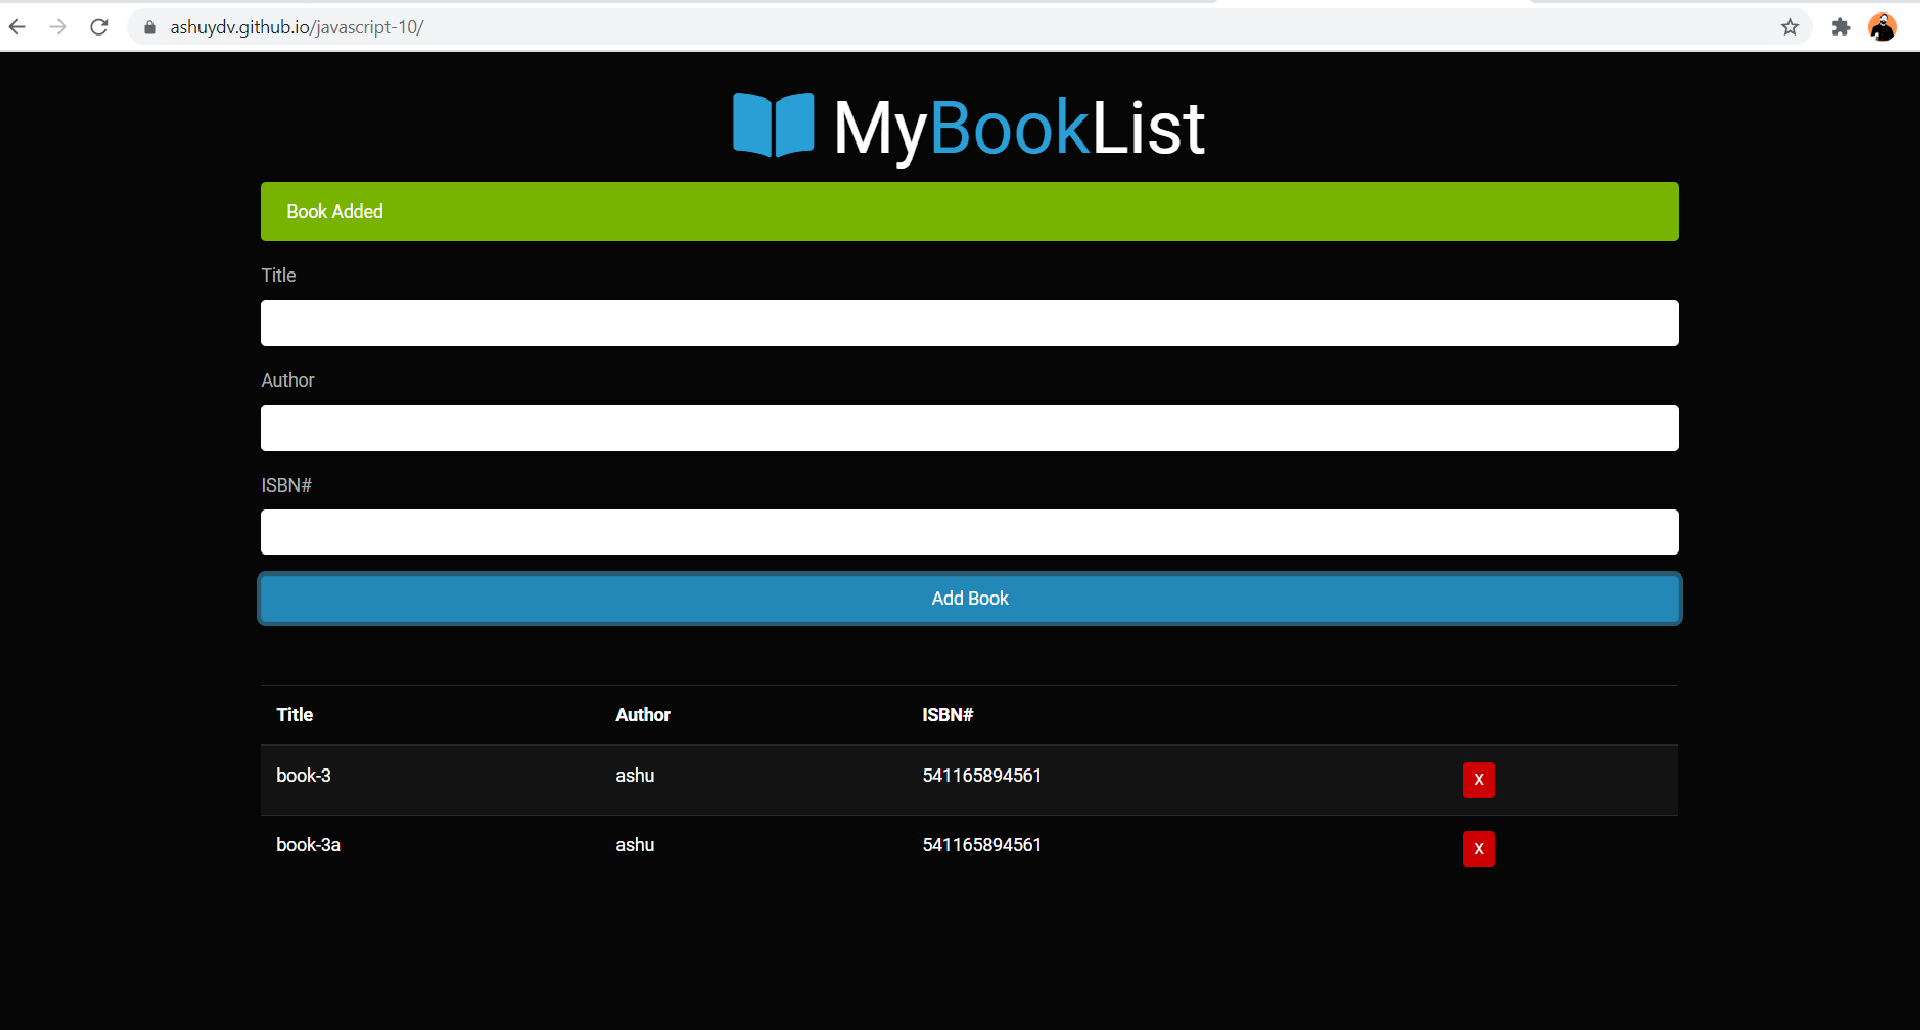 ashuydv.github.io/javascript-10/
MyBookList
Book Added
Title
Author
ISBN#
Add Book
Title Author ISBN#
book-3 ashu 541165894561 X
book-3a ashu 541165894561 X